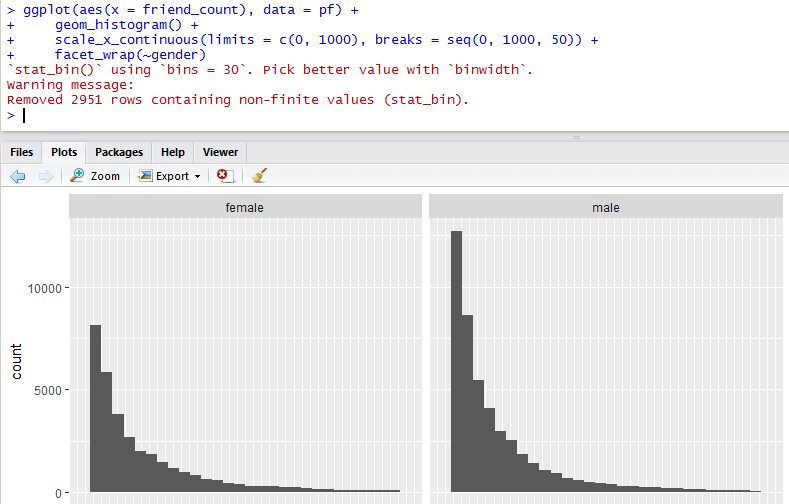 > ggplot(aes(x = friend_count), data = pf) +
+     geom_histogram() +
+     scale_x_continuous(limits = c(0, 1000), breaks = seq(0, 1000, 50)) +
+     facet_wrap(~gender)
`stat_bin()` using `bins = 30`. Pick better value with `binwidth`.
Warning message:
Removed 2951 rows containing non-finite values (stat_bin).
>
Files Plots Packages Help Viewer
Zoom Export
female male
10000
count
5000
0